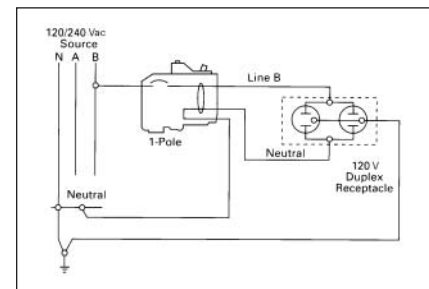 120/240 Vac
Source
N A B
Line B
1-Pole
Neutral
120 V
Duplex
Receptacle
Neutral